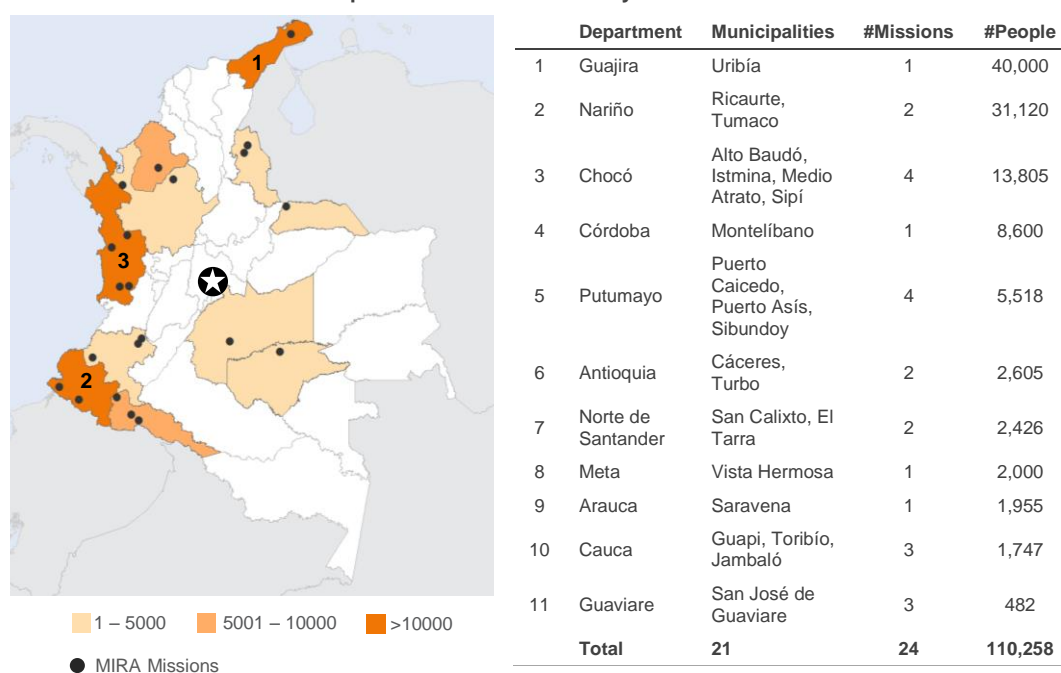 Department Municipalities #Missions #People
1 Guajira Uribía 1 40,000
2 Nariño Ricaurte, Tumaco 2 31,120
3 Chocó Alto Baudó, Istmina, Medio Atrato, Sipí 4 13,805
4 Córdoba Montelíbano 1 8,600
5 Putumayo Puerto Caicedo, Puerto Asís, Sibundoy 4 5,518
6 Antioquia Cáceres, Turbo 2 2,605
7 Norte de Santander San Calixto, El Tarra 2 2,426
8 Meta Vista Hermosa 1 2,000
9 Arauca Saravena 1 1,955
10 Cauca Guapi, Toribío, Jambaló 3 1,747
11 Guaviare San José de Guaviare 3 482
Total 21 24 110,258
1
3
2
1 – 5000 5001 – 10000 >10000
MIRA Missions